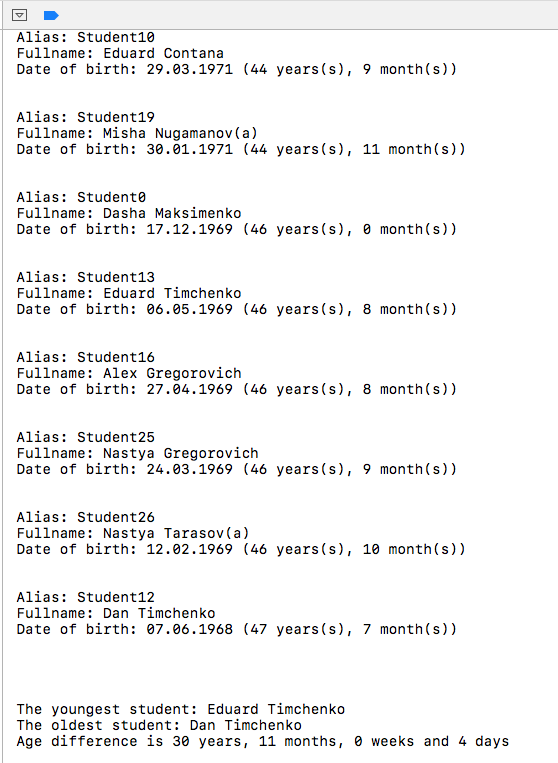 Alias: Student10
Fullname: Eduard Contana
Date of birth: 29.03.1971 (44 years(s), 9 month(s))
Alias: Student19
Fullname: Misha Nugamanov(a)
Date of birth: 30.01.1971 (44 years(s), 11 month(s))
Alias: Student0
Fullname: Dasha Maksimenko
Date of birth: 17.12.1969 (46 years(s), 0 month(s))
Alias: Student13
Fullname: Eduard Timchenko
Date of birth: 06.05.1969 (46 years(s), 8 month(s))
Alias: Student16
Fullname: Alex Gregorovich
Date of birth: 27.04.1969 (46 years(s), 8 month(s))
Alias: Student25
Fullname: Nastya Gregorovich
Date of birth: 24.03.1969 (46 years(s), 9 month(s))
Alias: Student26
Fullname: Nastya Tarasov(a)
Date of birth: 12.02.1969 (46 years(s), 10 month(s))
Alias: Student12
Fullname: Dan Timchenko
Date of birth: 07.06.1968 (47 years(s), 7 month(s))
The youngest student: Eduard Timchenko
The oldest student: Dan Timchenko
Age difference is 30 years, 11 months, 0 weeks and 4 days